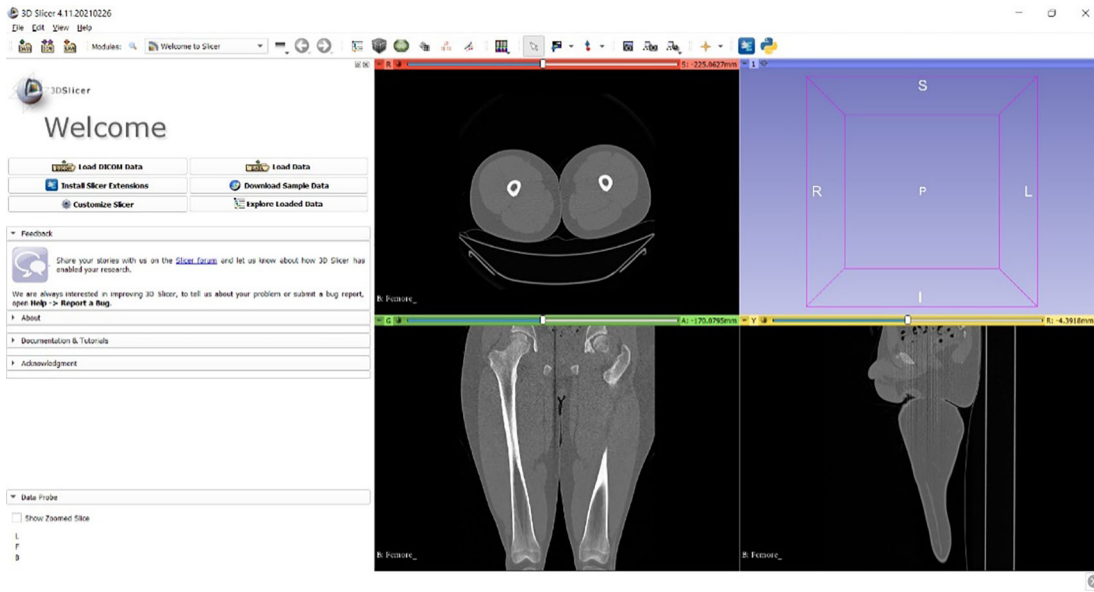 3D Slicer 4.11.20210226
File Edit View Help
Modules: Welcome to Slicer
3DSlicer
Welcome
Load DICOM Data
Load Data
Install Slicer Extensions
Download Sample Data
Customize Slicer
Explore Loaded Data
Feedback
Share your stories with us on the Slicer forum and let us know about how 3D Slicer has
enabled your research.
We are always interested in improving 3D Slicer, to tell us about your problem or submit a bug report,
open Help -> Report a Bug.
About
Documentation & Tutorials
Acknowledgment
Data Probe
Show Zoomed Slice
L
F
B
R
S: -225.0627mm
B: Femore_
1
S
R
P
L
I
G
A: -170.0795mm
B: Femore_
Y
R: -4.3918mm
B: Femore_